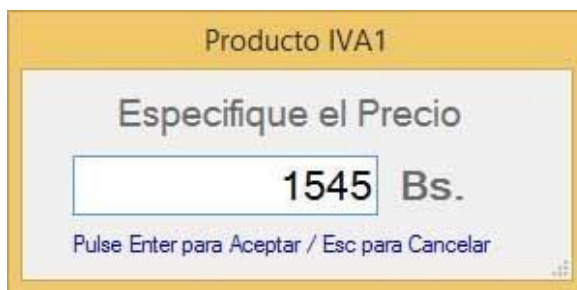 Producto IVA1
Especifique el Precio
1545 Bs.
Pulse Enter para Aceptar / Esc para Cancelar